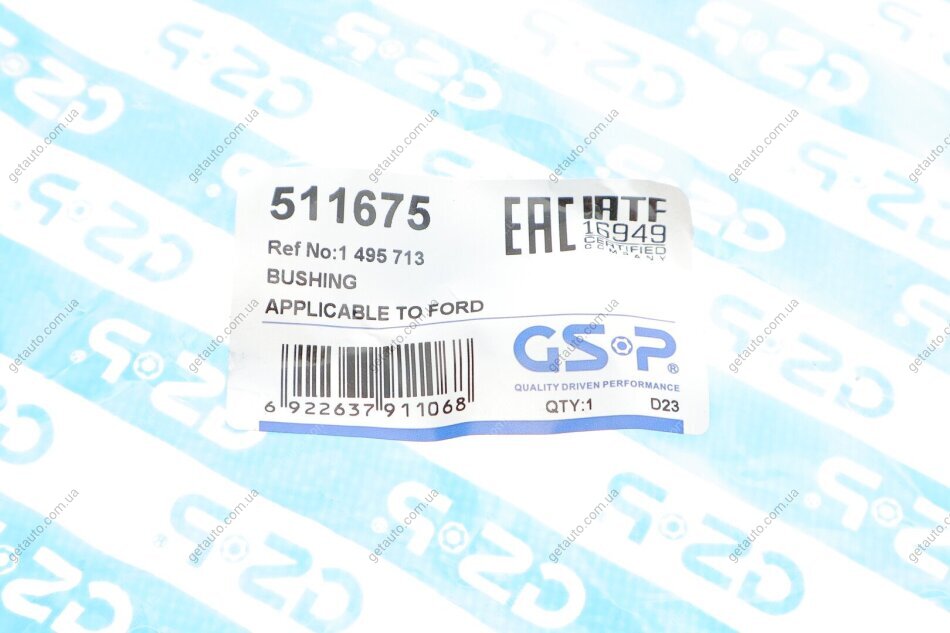 511675
Ref No:1 495 713
BUSHING
APPLICABLE TO FORD
EAC
IATF
16949
CERTIFIED
COMPANY
GSP®
QUALITY DRIVEN PERFORMANCE
6 922637 911068
QTY:1
D23
getauto.com.ua